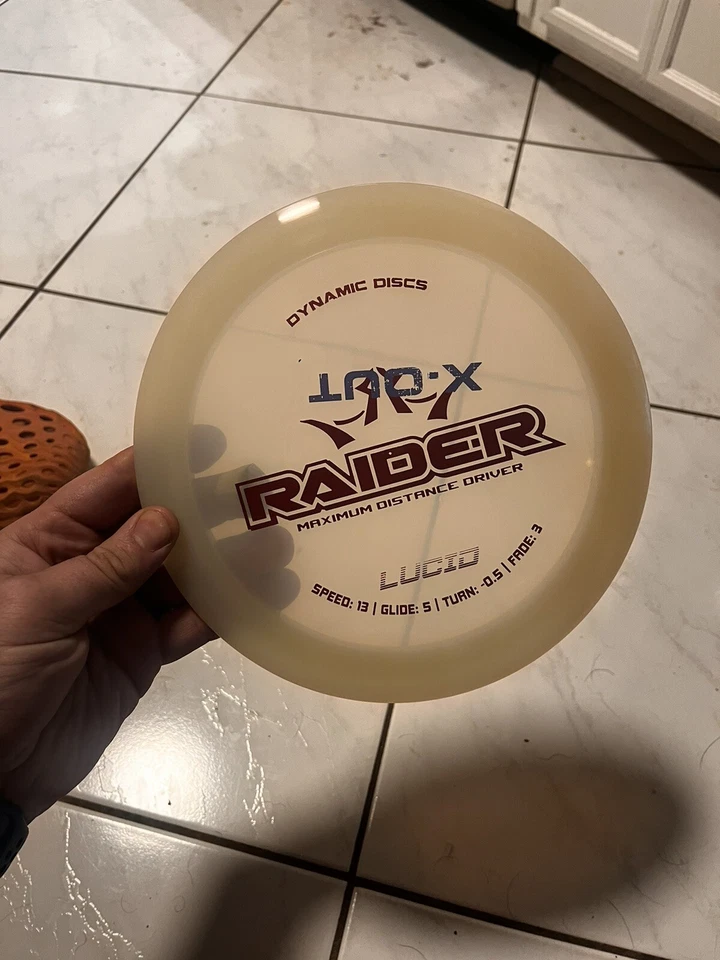 DYNAMIC DISCS
X-OUT
RAIDER
MAXIMUM DISTANCE DRIVER
LUCID
SPEED: 13 | GLIDE: 5 | TURN: -0.5 | FADE: 3